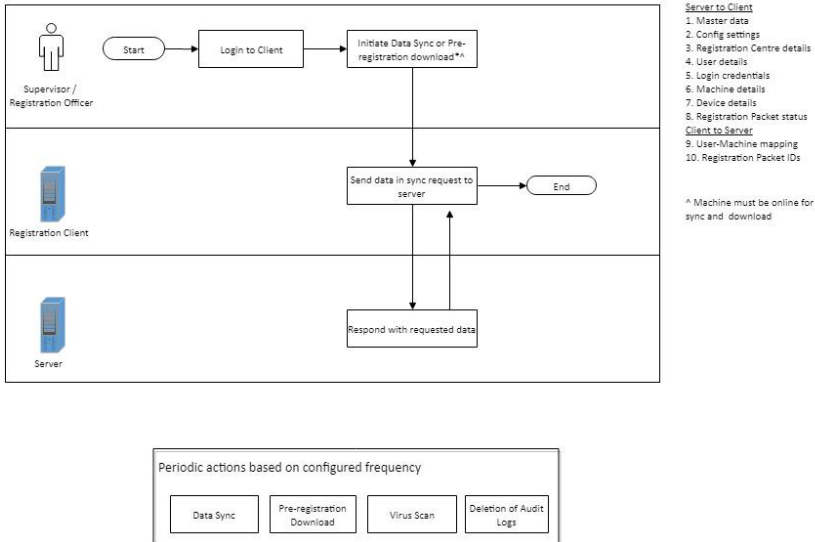 Start
Login to Client
Initiate Data Sync or Pre-
registration download*^
Supervisor /
Registration Officer
Send data in sync request to
server
End
Registration Client
Respond with requested data
Server
Server to Client
1. Master data
2. Config settings
3. Registration Centre details
4. User details
5. Login credentials
6. Machine details
7. Device details
8. Registration Packet status
Client to Server
9. User-Machine mapping
10. Registration Packet IDs
^ Machine must be online for
sync and download
Periodic actions based on configured frequency
Data Sync
Pre-registration
Download
Virus Scan
Deletion of Audit
Logs